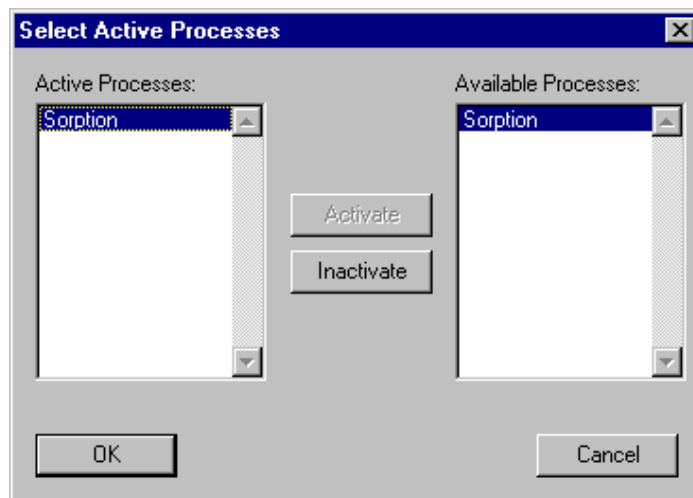 Select Active Processes
Active Processes:
Available Processes:
Sorption
Sorption
Activate
Inactivate
OK
Cancel